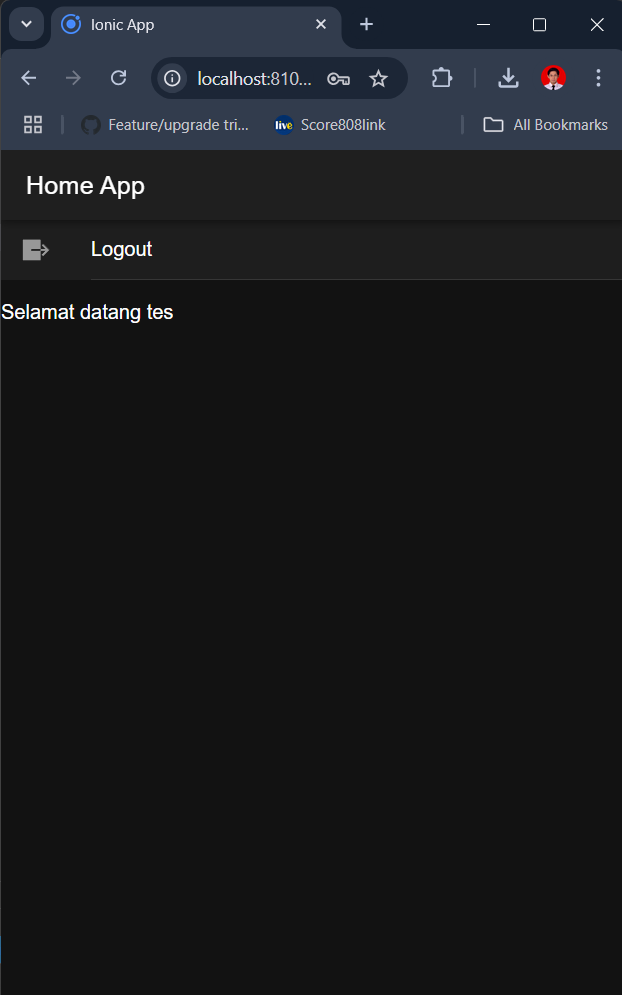 Ionic App
localhost:810...
Feature/upgrade tri...
live Score808link
All Bookmarks
Home App
Logout
Selamat datang tes